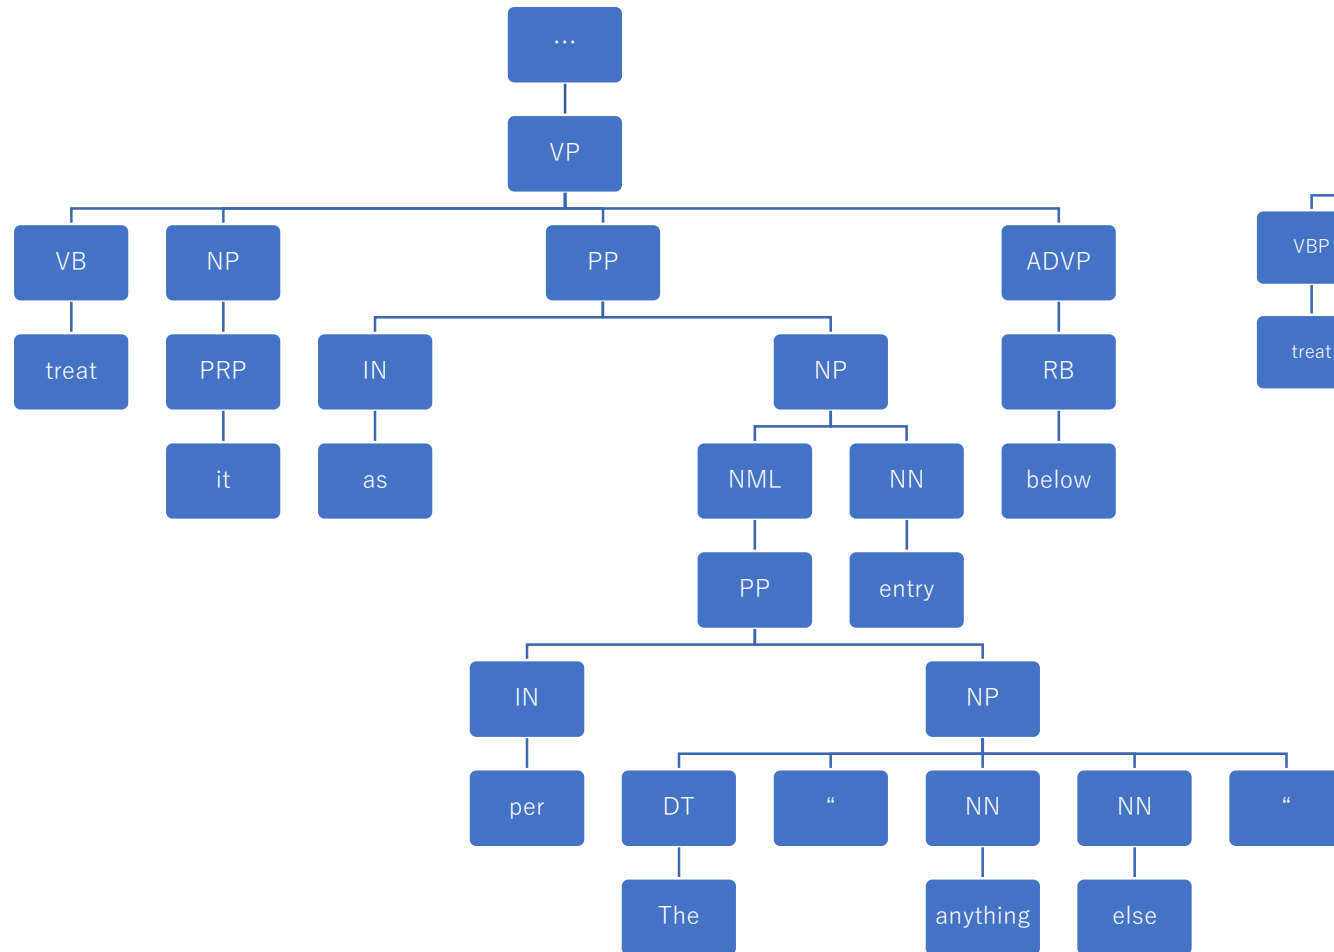 …
VP
VB NP PP ADVP
VBP
treat PRP IN NP RB
treat
it as NML NN below
PP entry
IN NP
per DT “ NN NN “
The anything else